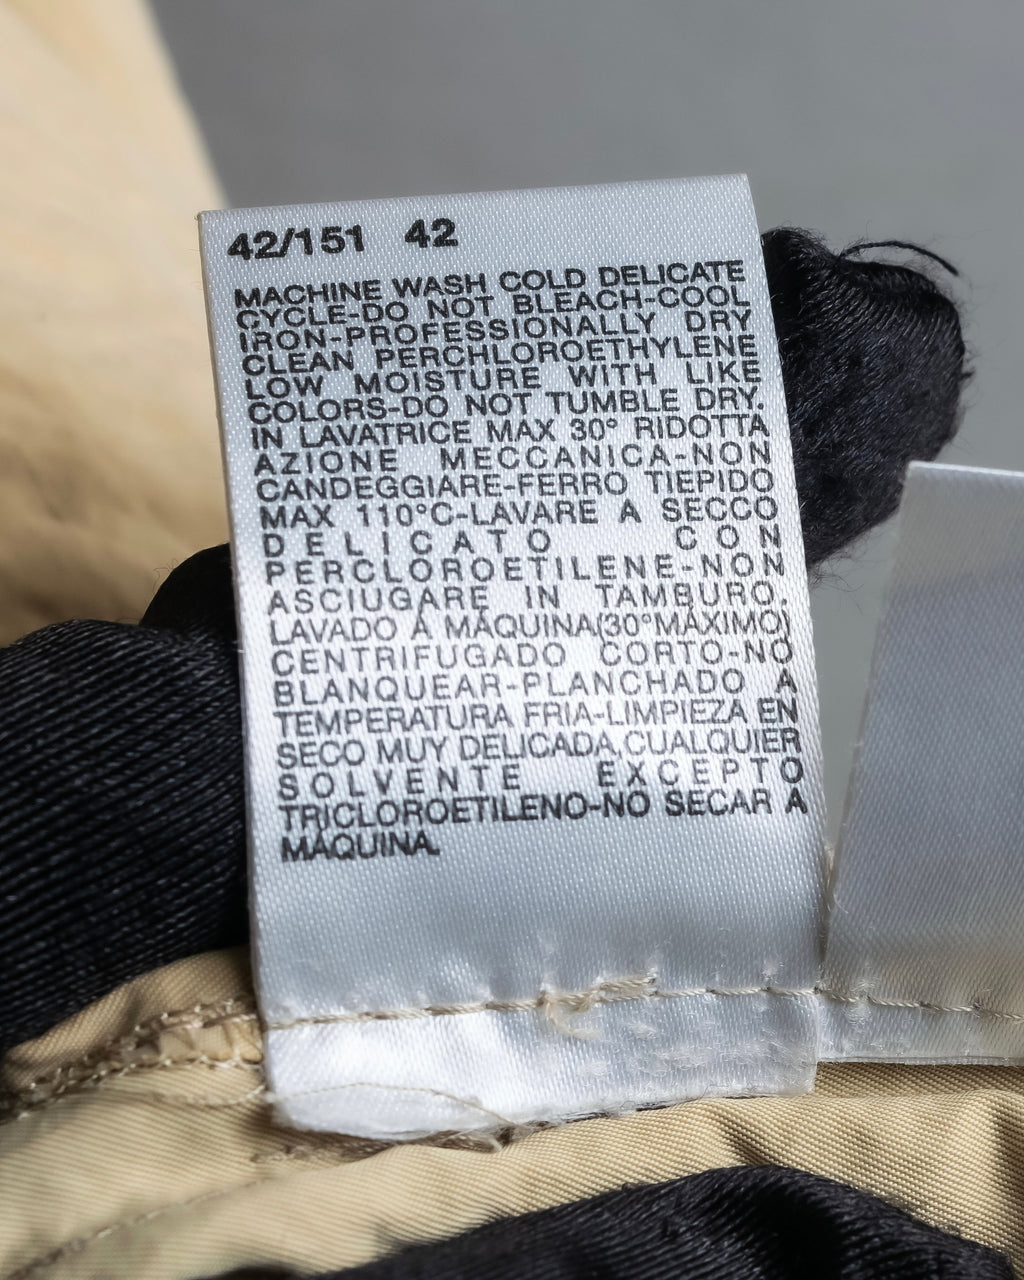 42/151 42
MACHINE WASH COLD DELICATE
CYCLE-DO NOT BLEACH-COOL
IRON-PROFESSIONALLY DRY
CLEAN PERCHLOROETHYLENE
LOW MOISTURE WITH LIKE
COLORS-DO NOT TUMBLE DRY.
IN LAVATRICE MAX 30° RIDOTTA
AZIONE MECCANICA-NON
CANDEGGIARE-FERRO TIEPIDO
MAX 110°C-LAVARE A SECCO
DELICATO CON
PERCLOROETILENE-NON
ASCIUGARE IN TAMBURO.
LAVADO A MÁQUINA(30°MÁXIMO)
CENTRIFUGADO CORTO-NO
BLANQUEAR-PLANCHADO A
TEMPERATURA FRIA-LIMPIEZA EN
SECO MUY DELICADA,CUALQUIER
SOLVENTE EXCEPTO
TRICLOROETILENO-NO SECAR A
MÁQUINA.